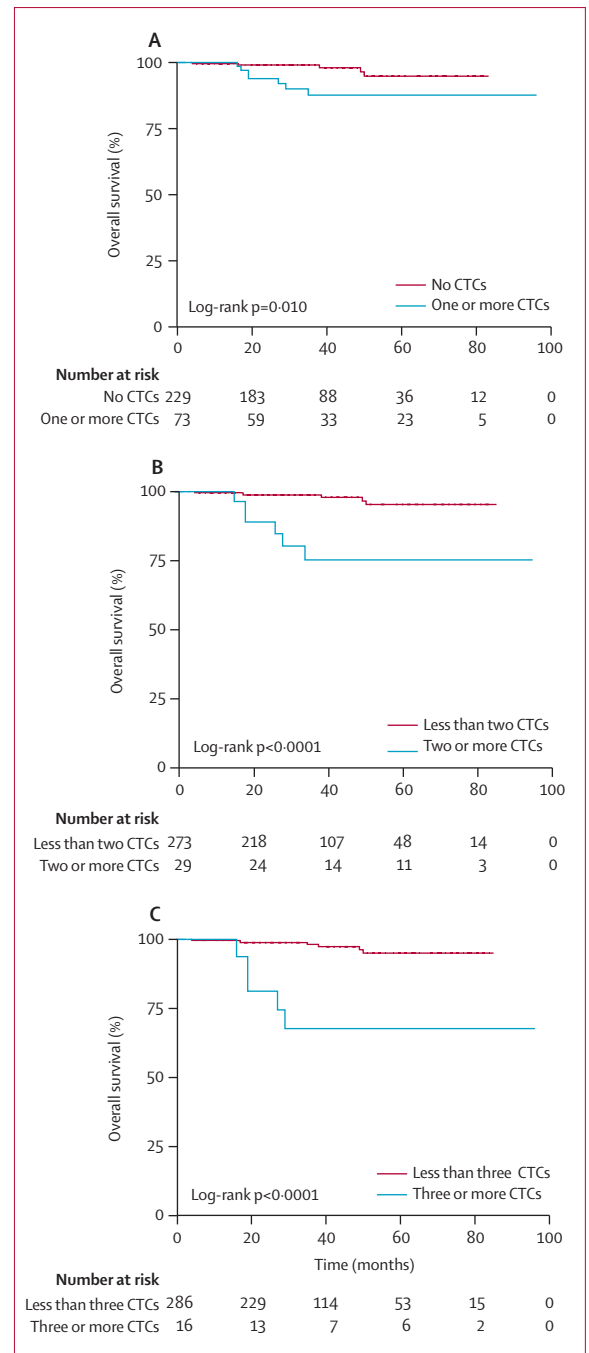 A
100
75
50
25
0
Overall survival (%)
No CTCs
One or more CTCs
Log-rank p=0·010
0 20 40 60 80 100
Number at risk
No CTCs 229 183 88 36 12 0
One or more CTCs 73 59 33 23 5 0
B
100
75
50
25
0
Overall survival (%)
Less than two CTCs
Two or more CTCs
Log-rank p<0·0001
0 20 40 60 80 100
Number at risk
Less than two CTCs 273 218 107 48 14 0
Two or more CTCs 29 24 14 11 3 0
C
100
75
50
25
0
Overall survival (%)
Less than three CTCs
Three or more CTCs
Log-rank p<0·0001
0 20 40 60 80 100
Time (months)
Number at risk
Less than three CTCs 286 229 114 53 15 0
Three or more CTCs 16 13 7 6 2 0